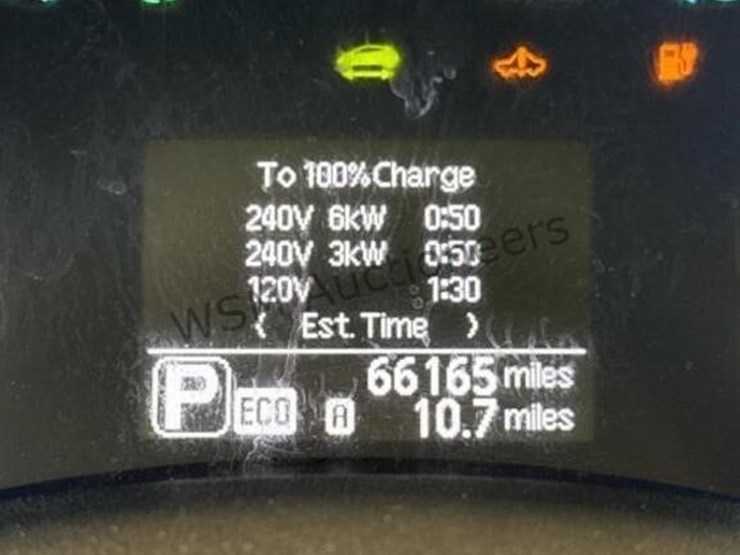 To 100% Charge
240V 6kW 0:50
240V 3kW 0:50
120V 1:30
< Est. Time >
P ECO A 66165 miles
10.7 miles